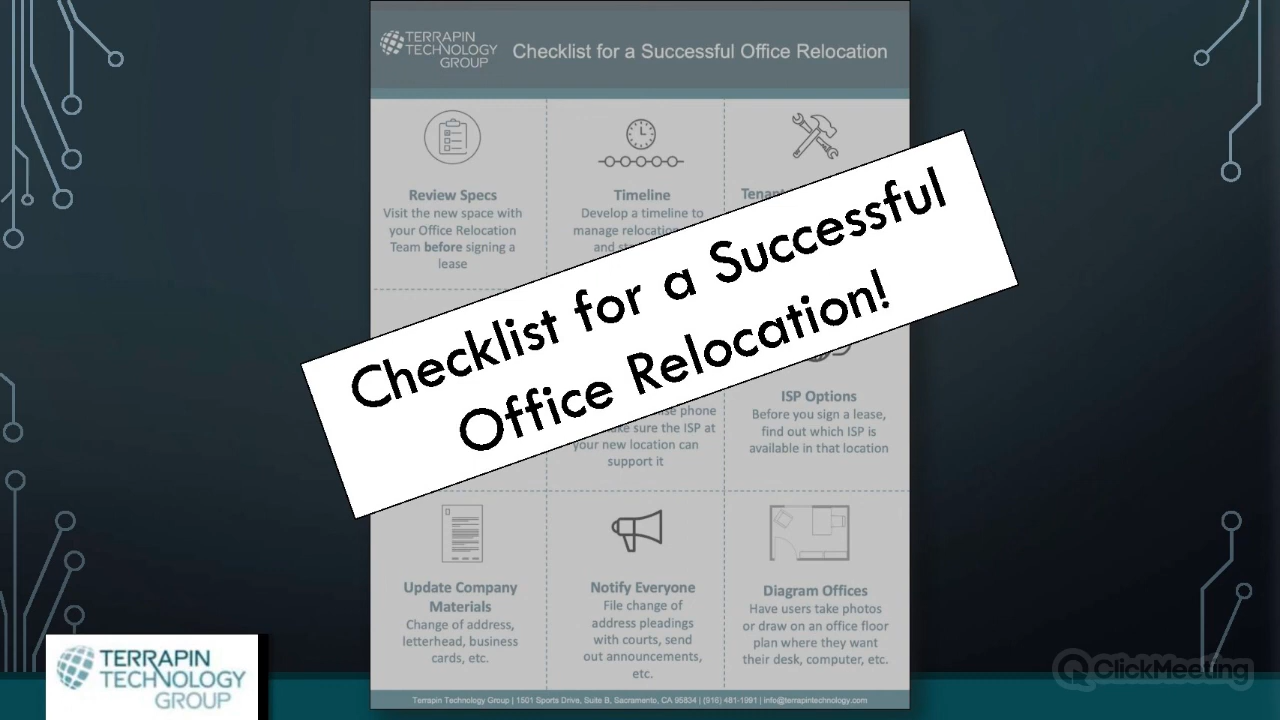 TERRAPIN
TECHNOLOGY
GROUP
Checklist for a Successful Office Relocation
Review Specs
Visit the new space with
your Office Relocation
Team before signing a
lease
Timeline
Develop a timeline to
manage
and
Checklist for a Successful
Office Relocation!
phone
sure the ISP at
your new location can
support it
ISP Options
Before you sign a lease,
find out which ISP is
available in that location
Update Company
Materials
Change of address,
letterhead, business
cards, etc.
Notify Everyone
File change of
address pleadings
with courts, send
out announcements,
etc.
Diagram Offices
Have users take photos
or draw on an office floor
plan where they want
their desk, computer, etc.
Terrapin Technology Group | 1501 Sports Drive, Suite B, Sacramento, CA 95834 | (916) 481-1991 | info@terrapintechnology.com
TERRAPIN
TECHNOLOGY
GROUP
ClickMeeting